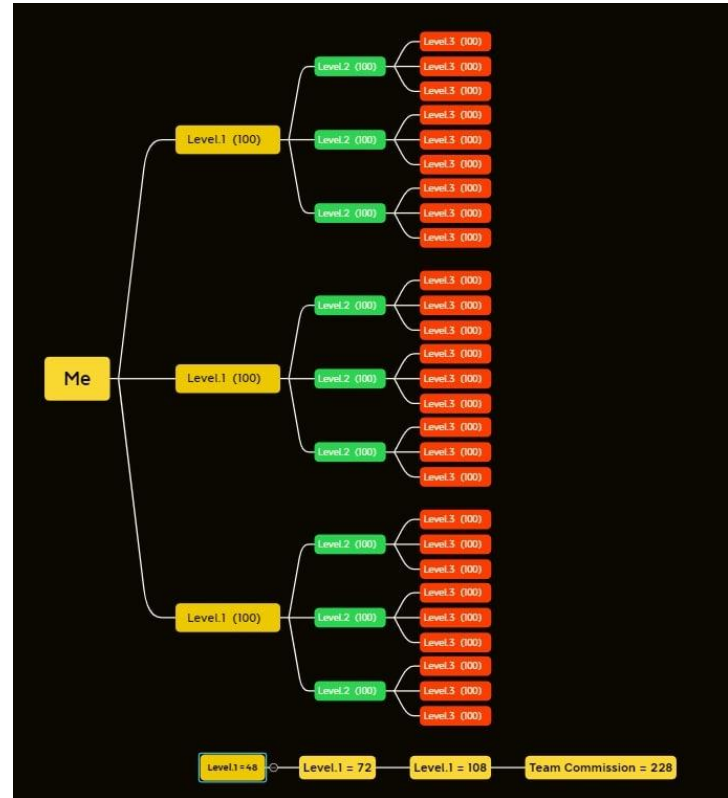 Me
Level.1 (100)
Level.2 (100)
Level.3 (100)
Level.3 (100)
Level.3 (100)
Level.2 (100)
Level.3 (100)
Level.3 (100)
Level.3 (100)
Level.2 (100)
Level.3 (100)
Level.3 (100)
Level.3 (100)
Level.1 (100)
Level.2 (100)
Level.3 (100)
Level.3 (100)
Level.3 (100)
Level.2 (100)
Level.3 (100)
Level.3 (100)
Level.3 (100)
Level.2 (100)
Level.3 (100)
Level.3 (100)
Level.3 (100)
Level.1 (100)
Level.2 (100)
Level.3 (100)
Level.3 (100)
Level.3 (100)
Level.2 (100)
Level.3 (100)
Level.3 (100)
Level.3 (100)
Level.2 (100)
Level.3 (100)
Level.3 (100)
Level.3 (100)
Level.1 = 48
Level.1 = 72
Level.1 = 108
Team Commission = 228